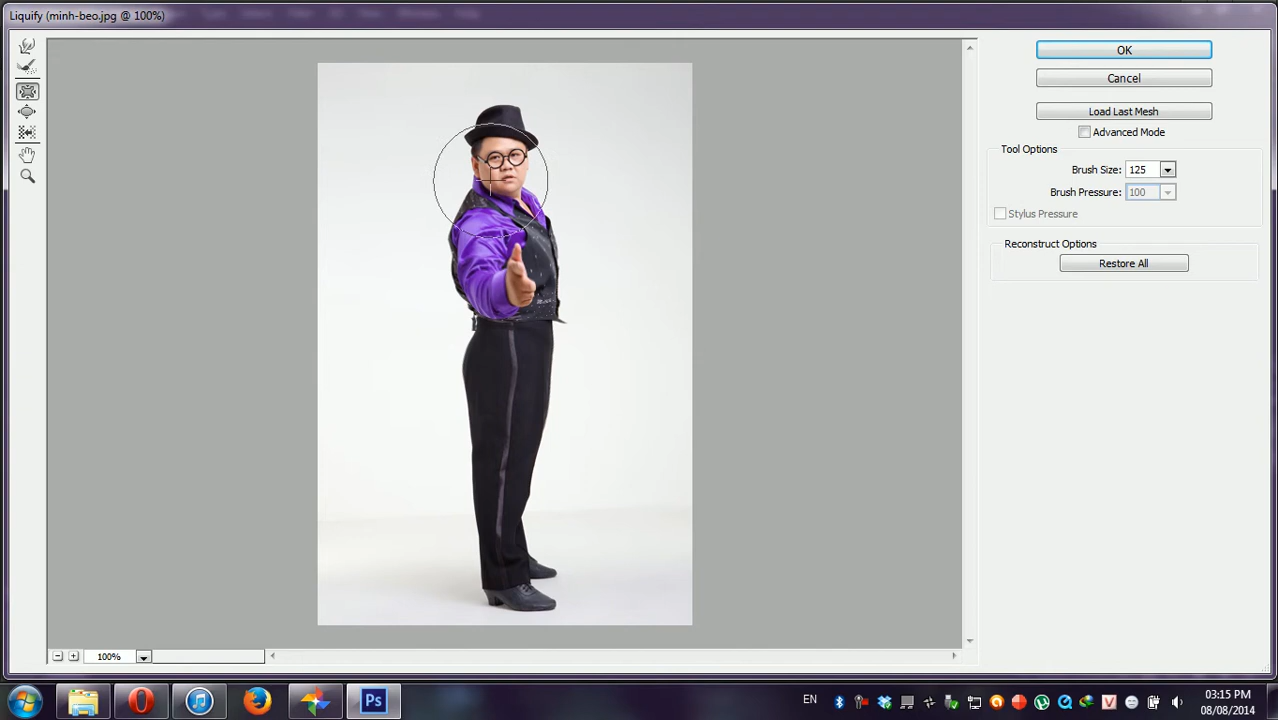 Liquify (minh-beo.jpg @ 100%)
OK
Cancel
Load Last Mesh
Advanced Mode
Tool Options
Brush Size: 125
Brush Pressure: 100
Stylus Pressure
Reconstruct Options
Restore All
100%
Ps
EN
V
03:15 PM
08/08/2014